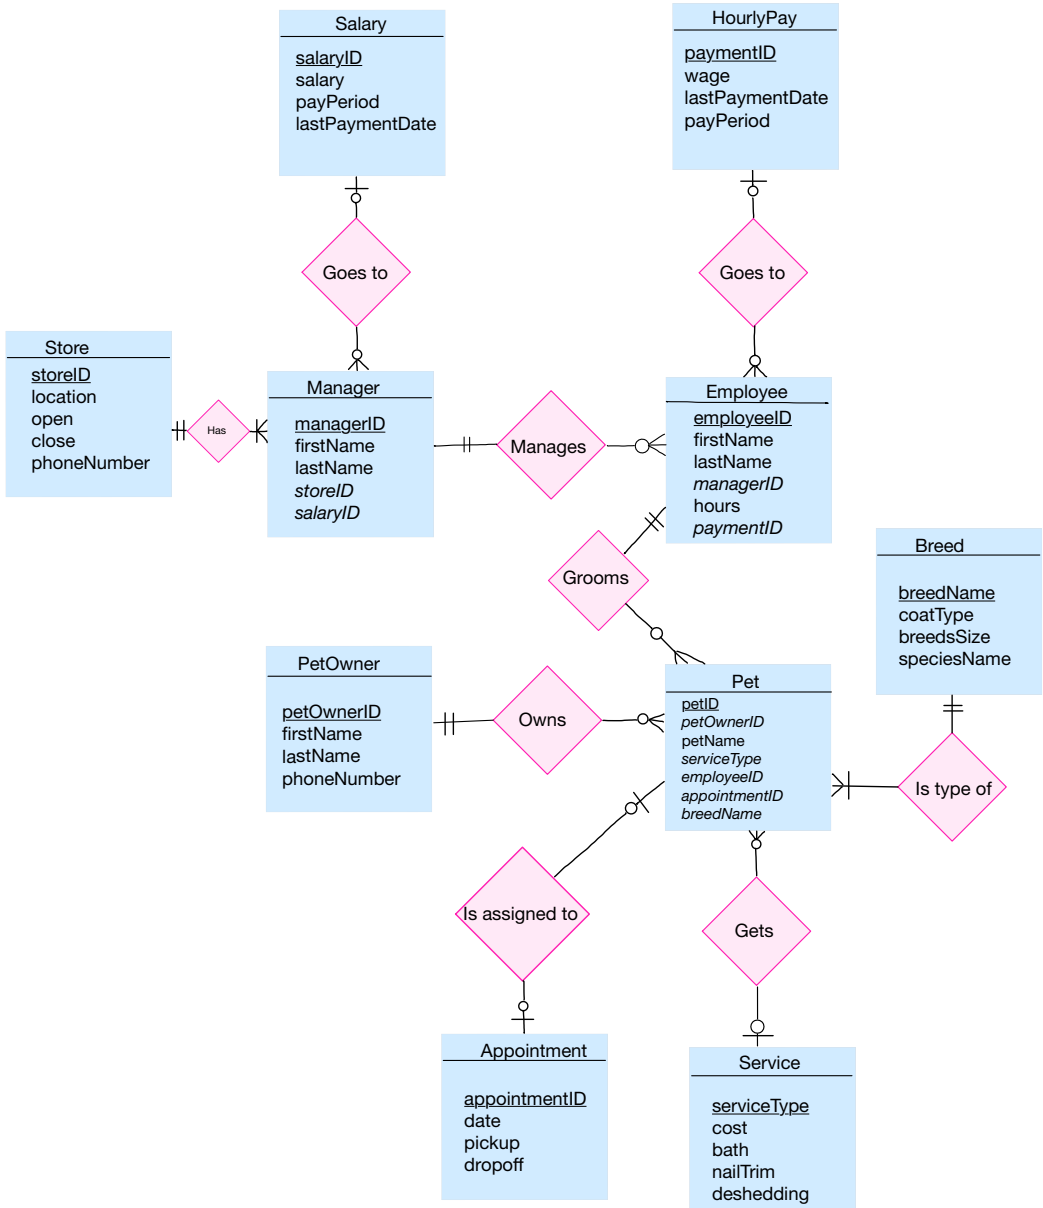 Salary
salaryID
salary
payPeriod
lastPaymentDate
HourlyPay
paymentID
wage
lastPaymentDate
payPeriod
Goes to
Goes to
Store
storeID
location
open
close
phoneNumber
Has
Manager
managerID
firstName
lastName
storeID
salaryID
Manages
Employee
employeeID
firstName
lastName
managerID
hours
paymentID
Grooms
Breed
breedName
coatType
breedsSize
speciesName
PetOwner
petOwnerID
firstName
lastName
phoneNumber
Owns
Pet
petID
petOwnerID
petName
serviceType
employeeID
appointmentID
breedName
Is type of
Is assigned to
Gets
Appointment
appointmentID
date
pickup
dropoff
Service
serviceType
cost
bath
nailTrim
deshedding